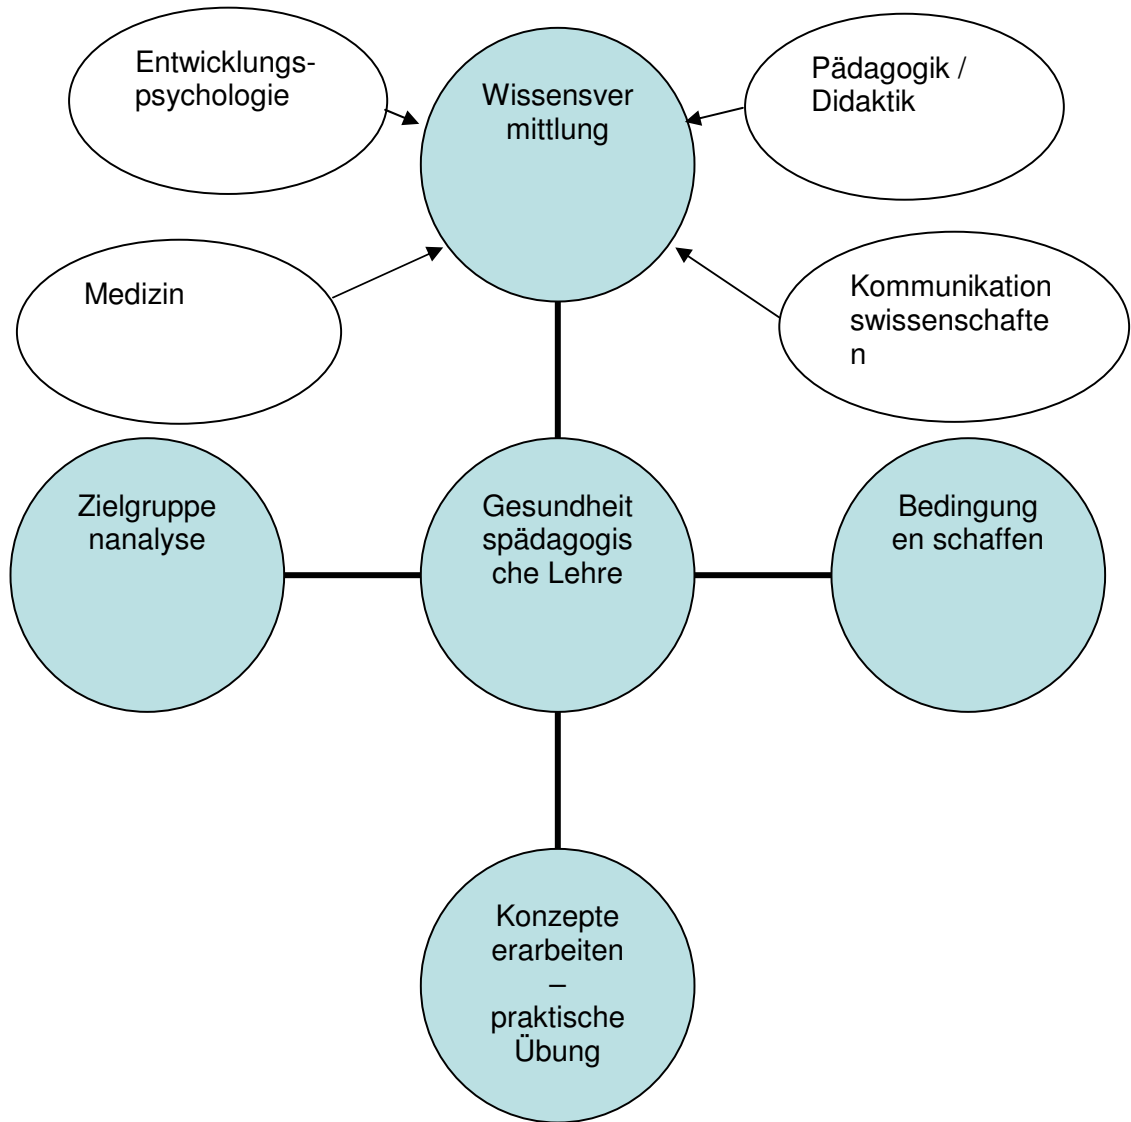 Entwicklungs-
psychologie
Wissensver
mittlung
Pädagogik /
Didaktik
Medizin
Kommunikation
swissenschafte
n
Zielgruppe
nanalyse
Gesundheit
spädagogis
che Lehre
Bedingung
en schaffen
Konzepte
erarbeiten
–
praktische
Übung